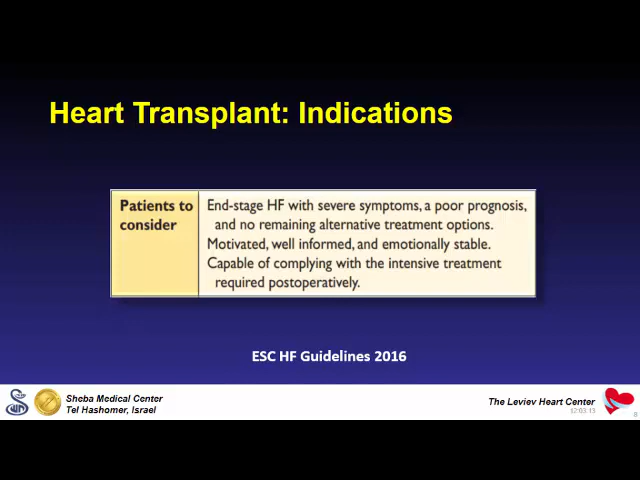 Heart Transplant: Indications
Patients to consider
End-stage HF with severe symptoms, a poor prognosis,
and no remaining alternative treatment options.
Motivated, well informed, and emotionally stable.
Capable of complying with the intensive treatment
required postoperatively.
ESC HF Guidelines 2016
Sheba Medical Center
Tel Hashomer, Israel
The Leviev Heart Center
8